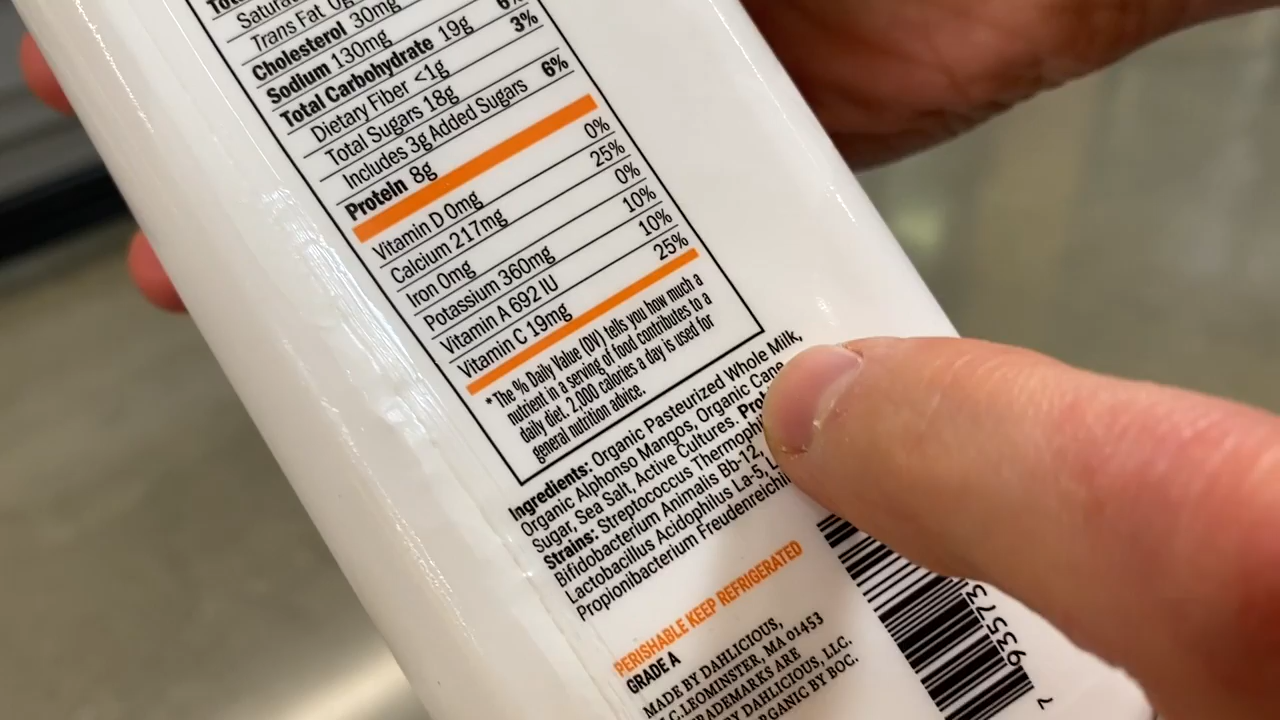 Trans Fat 0g
Cholesterol 30mg
Sodium 130mg 6%
Total Carbohydrate 19g 3%
Dietary Fiber <1g
Total Sugars 18g
Includes 3g Added Sugars 6%
Protein 8g
Vitamin D 0mg 0%
Calcium 217mg 25%
Iron 0mg 0%
Potassium 360mg 10%
Vitamin A 692 IU 10%
Vitamin C 19mg 25%
* The % Daily Value (DV) tells you how much a
nutrient in a serving of food contributes to a
daily diet. 2,000 calories a day is used for
general nutrition advice.
Ingredients: Organic Pasteurized Whole Milk,
Organic Alphonso Mangos, Organic Cane
Sugar, Sea Salt, Active Cultures.
Strains: Streptococcus
Bifidobacterium Animalis Bb-12,
Lactobacillus Acidophilus La-5,
Propionibacterium
PERISHABLE KEEP REFRIGERATED
GRADE A
MADE BY DAHLICIOUS,
LEOMINSTER, MA 01453
TRADEMARKS ARE
BY DAHLICIOUS, LLC.
BY BOC.
7